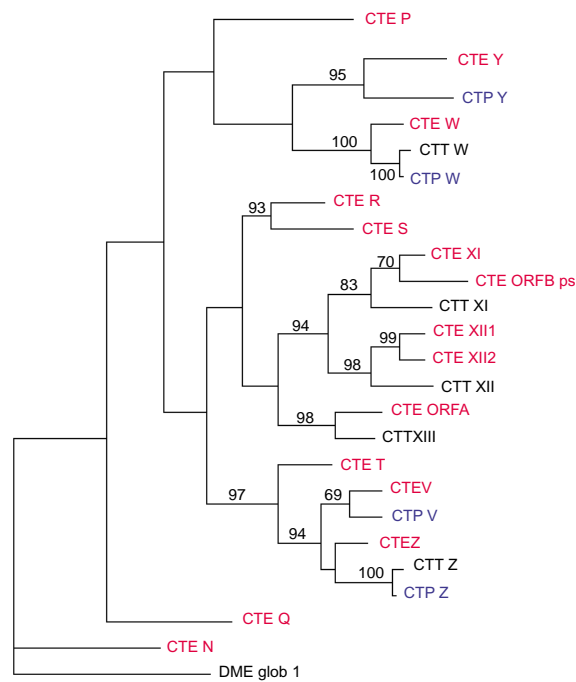 CTE P
CTE Y
95
CTP Y
CTE W
100
CTT W
100
CTP W
CTE R
93
CTE S
CTE XI
70
CTE ORFB ps
83
CTT XI
94
CTE XII1
99
CTE XII2
98
CTT XII
CTE ORFA
98
CTTXIII
CTE T
97
CTEV
69
CTP V
94
CTEZ
CTT Z
100
CTP Z
CTE Q
CTE N
DME glob 1